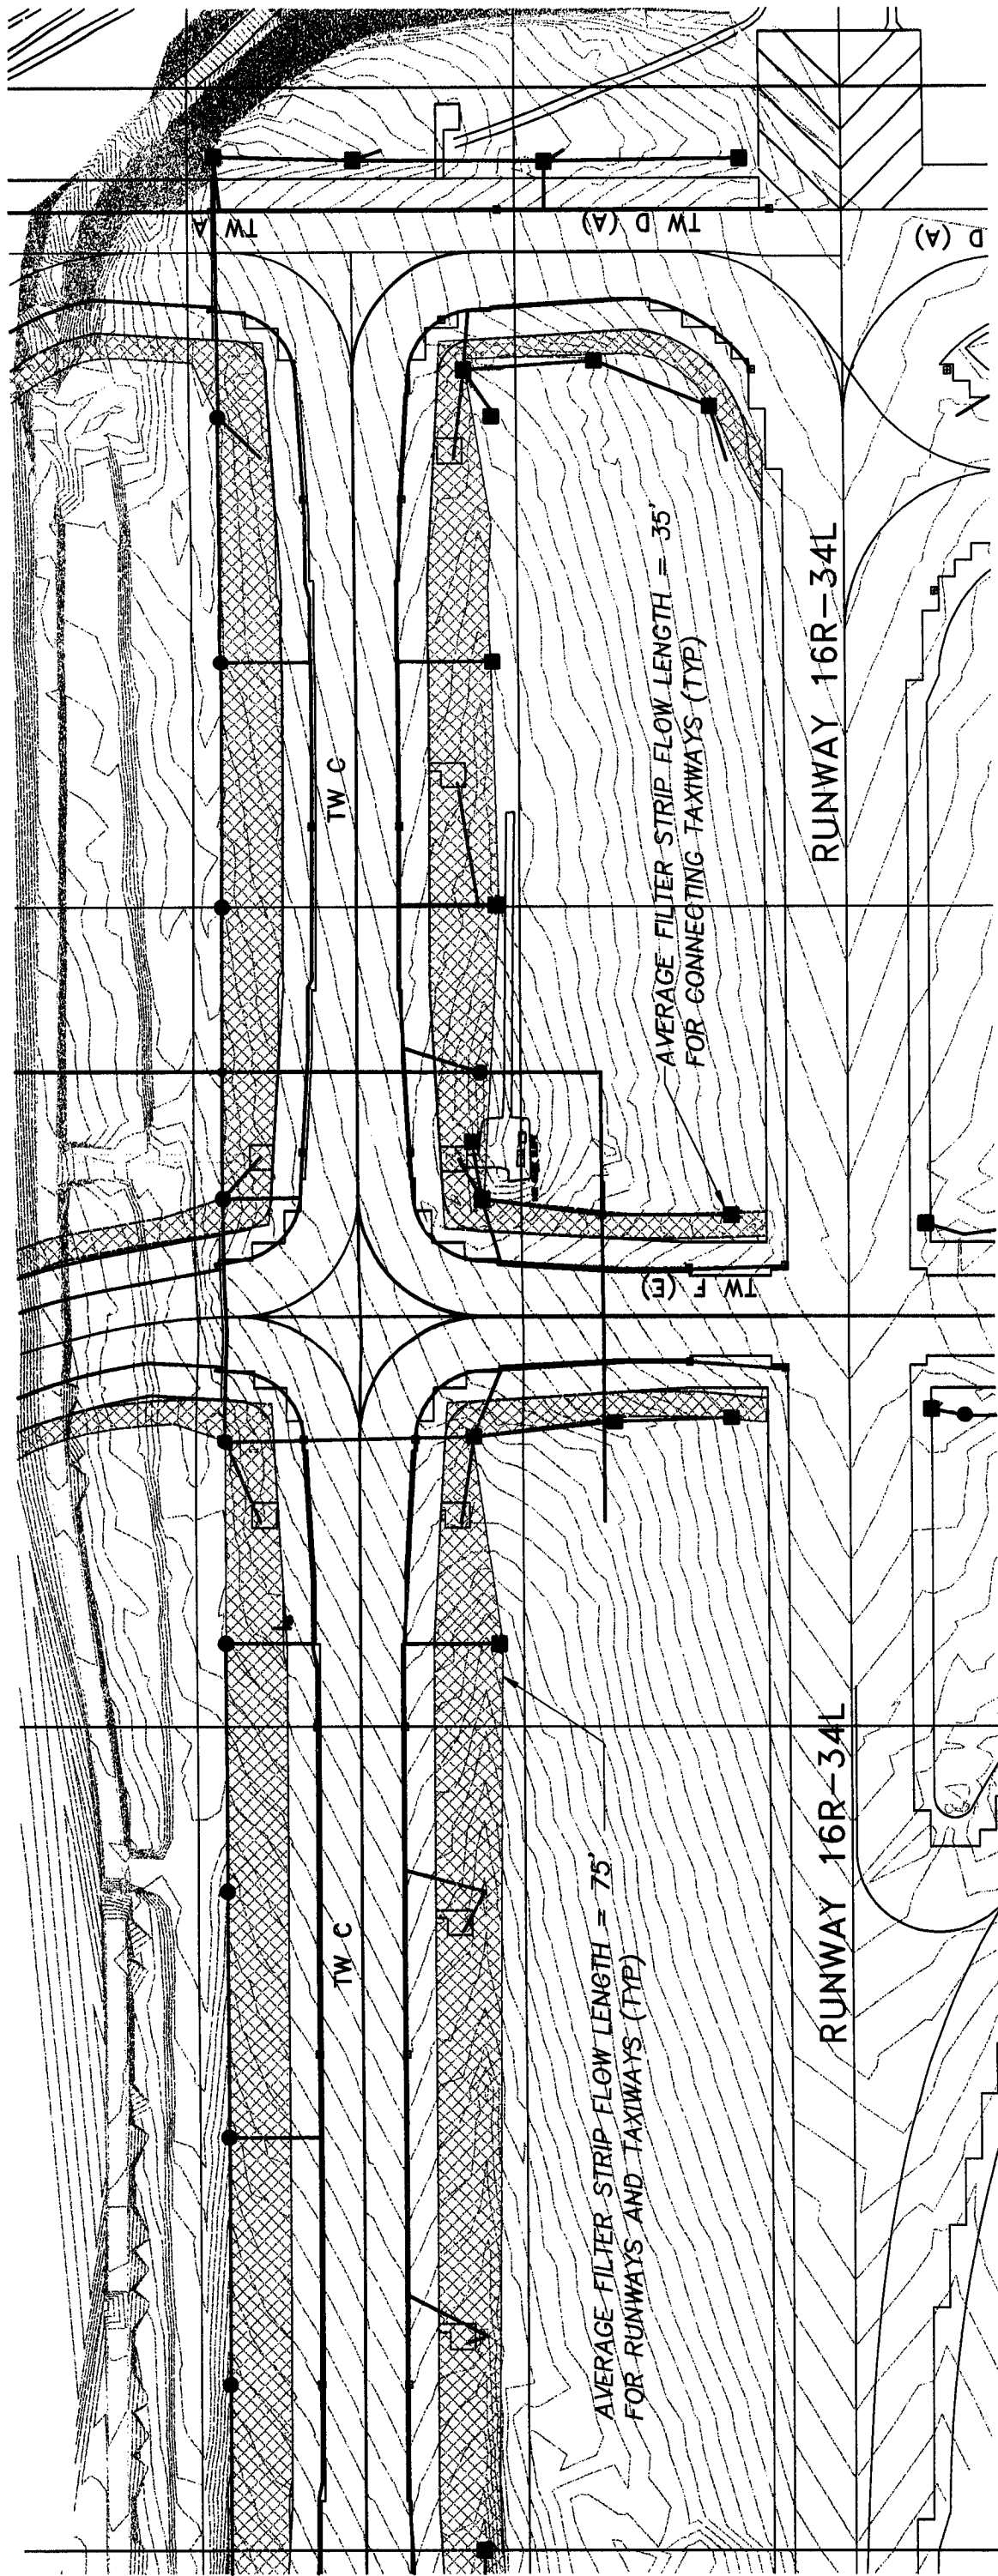 TW A
TW D (A)
D (A)
TW C
AVERAGE FILTER STRIP FLOW LENGTH = 35'
FOR CONNECTING TAXIWAYS (TYP)
RUNWAY 16R-34L
TW F (E)
TW C
AVERAGE FILTER STRIP FLOW LENGTH = 75'
FOR RUNWAYS AND TAXIWAYS (TYP)
RUNWAY 16R-34L